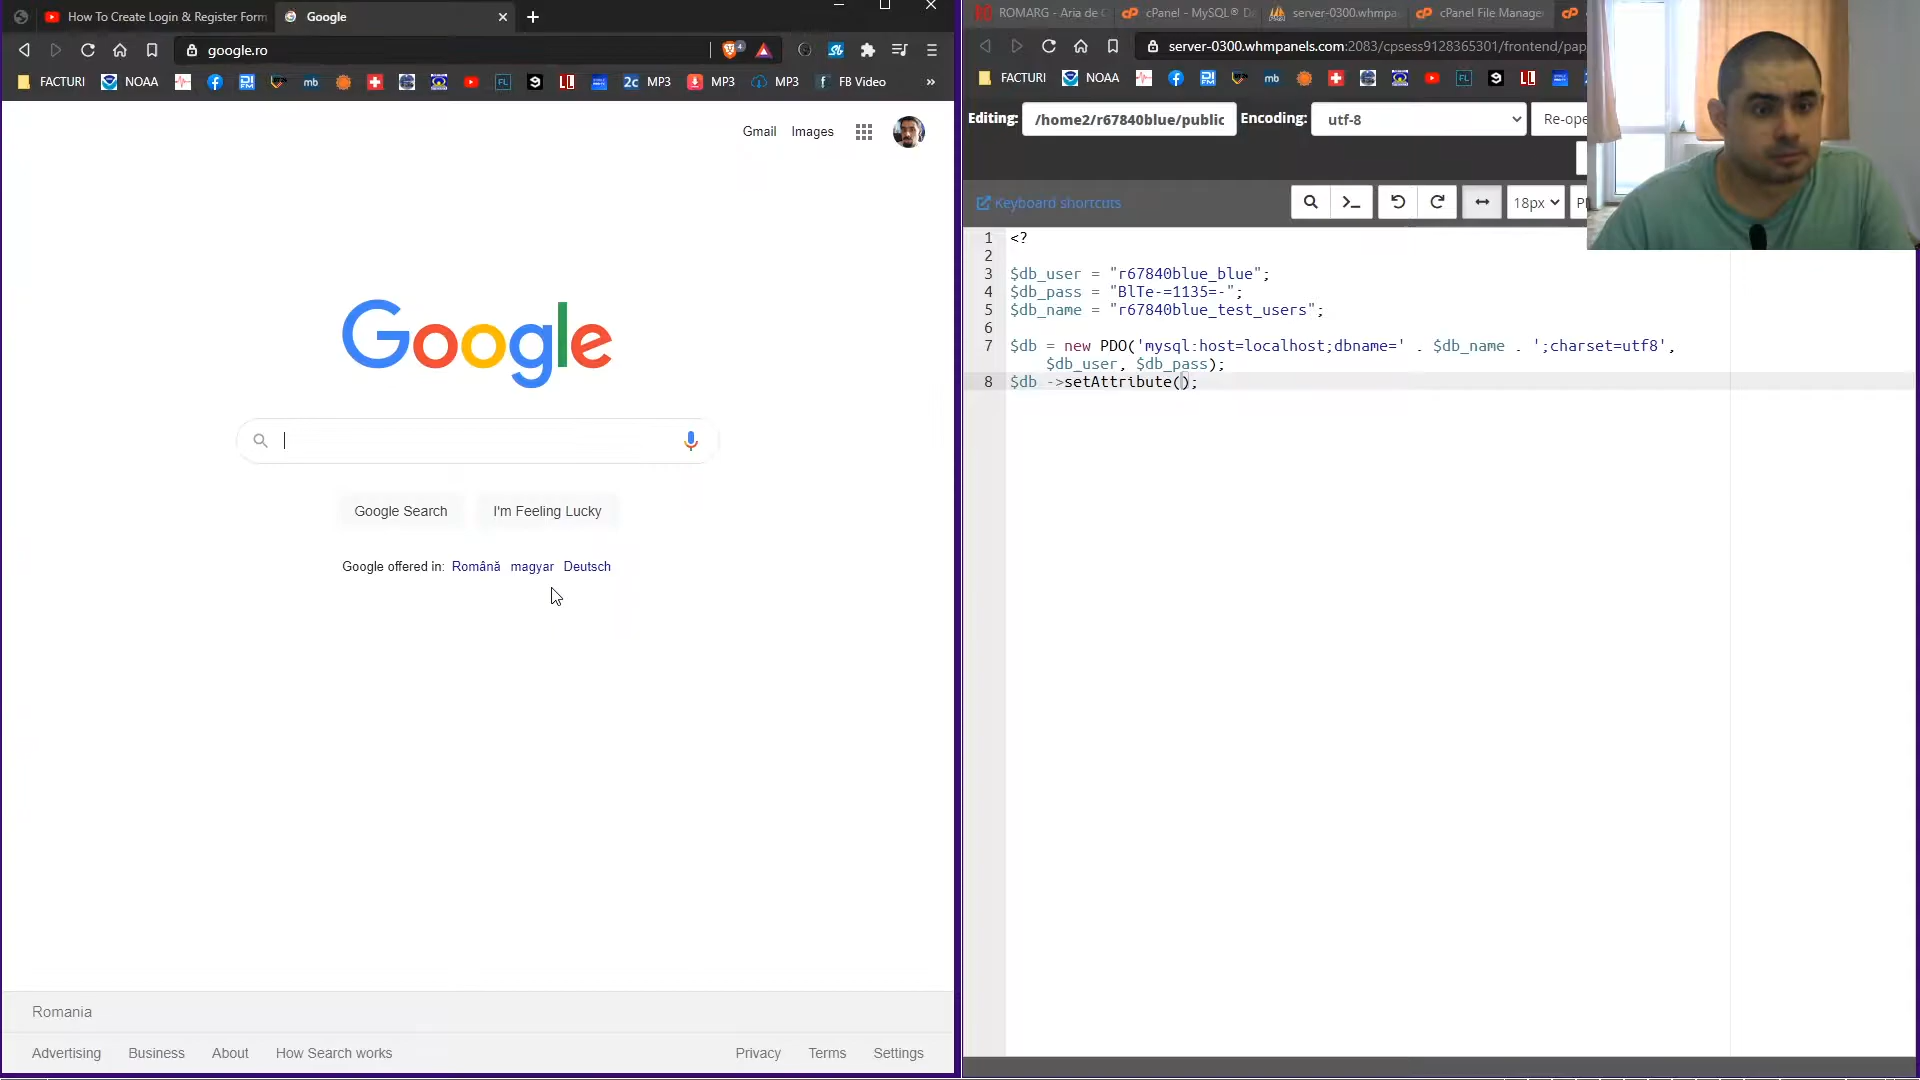 How To Create Login & Register Form
Google
google.ro
FACTURI
NOAA
mb
FL
2c MP3
MP3
MP3
FB Video
»
Gmail
Images
Google
Google Search
I'm Feeling Lucky
Google offered in: Română magyar Deutsch
Romania
Advertising
Business
About
How Search works
Privacy
Terms
Settings
ROMARG - Aria de C
cPanel - MySQL® Da
server-0300.whmpa
cPanel File Manage
server-0300.whmpanels.com:2083/cpsess9128365301/frontend/pap
FACTURI
NOAA
mb
FL
Editing: /home2/r67840blue/public
Encoding: utf-8
Re-ope
Keyboard shortcuts
18px
1 <?
2
3 $db_user = "r67840blue_blue";
4 $db_pass = "BlTe-=1135=-";
5 $db_name = "r67840blue_test_users";
6
7 $db = new PDO('mysql:host=localhost;dbname=' . $db_name . ';charset=utf8',
$db_user, $db_pass);
8 $db ->setAttribute();